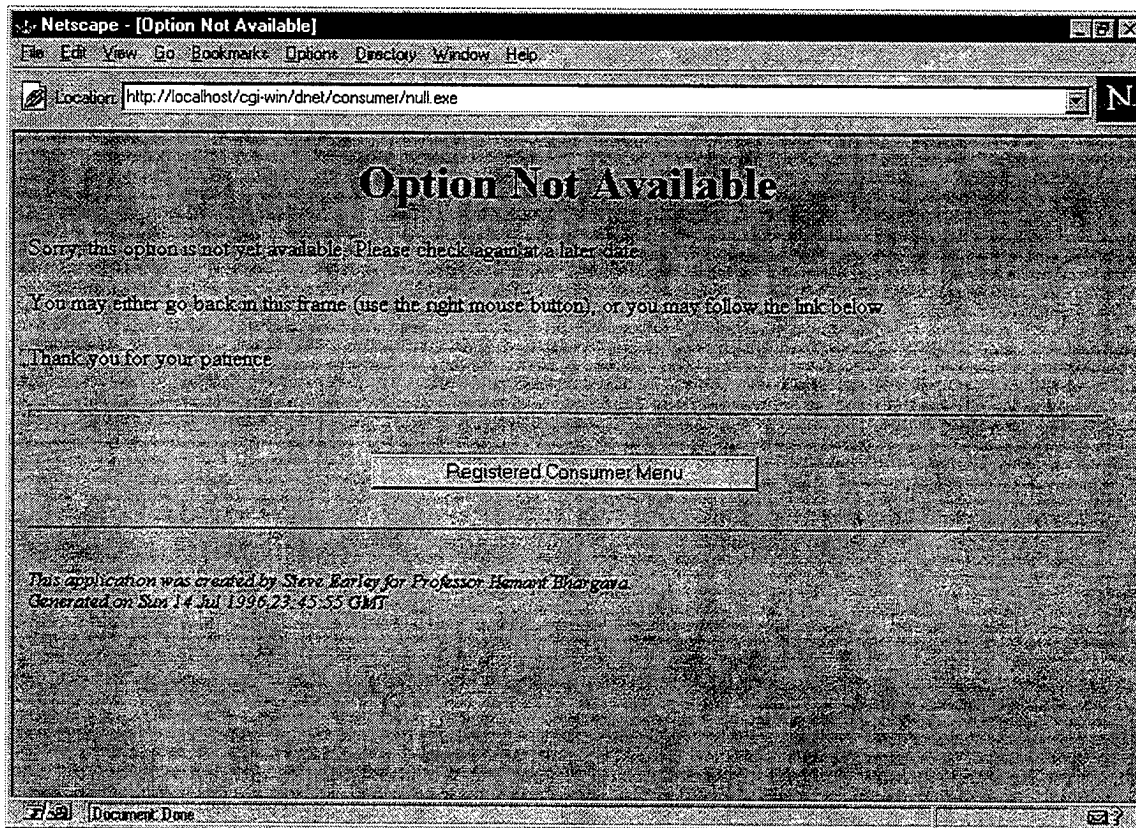 Netscape - [Option Not Available]
File Edit View Go Bookmarks Options Directory Window Help
Location: http://localhost/cgi-win/dnet/consumer/null.exe
N
Option Not Available
Sorry, this option is not yet available. Please check again at a later date.
You may either go back in this frame (use the right mouse button), or you may follow the link below.
Thank you for your patience
Registered Consumer Menu
This application was created by Steve Earley for Professor Hemant Bhargava.
Generated on Sun 14 Jul 1996 23:45:55 GMT
Document: Done
?